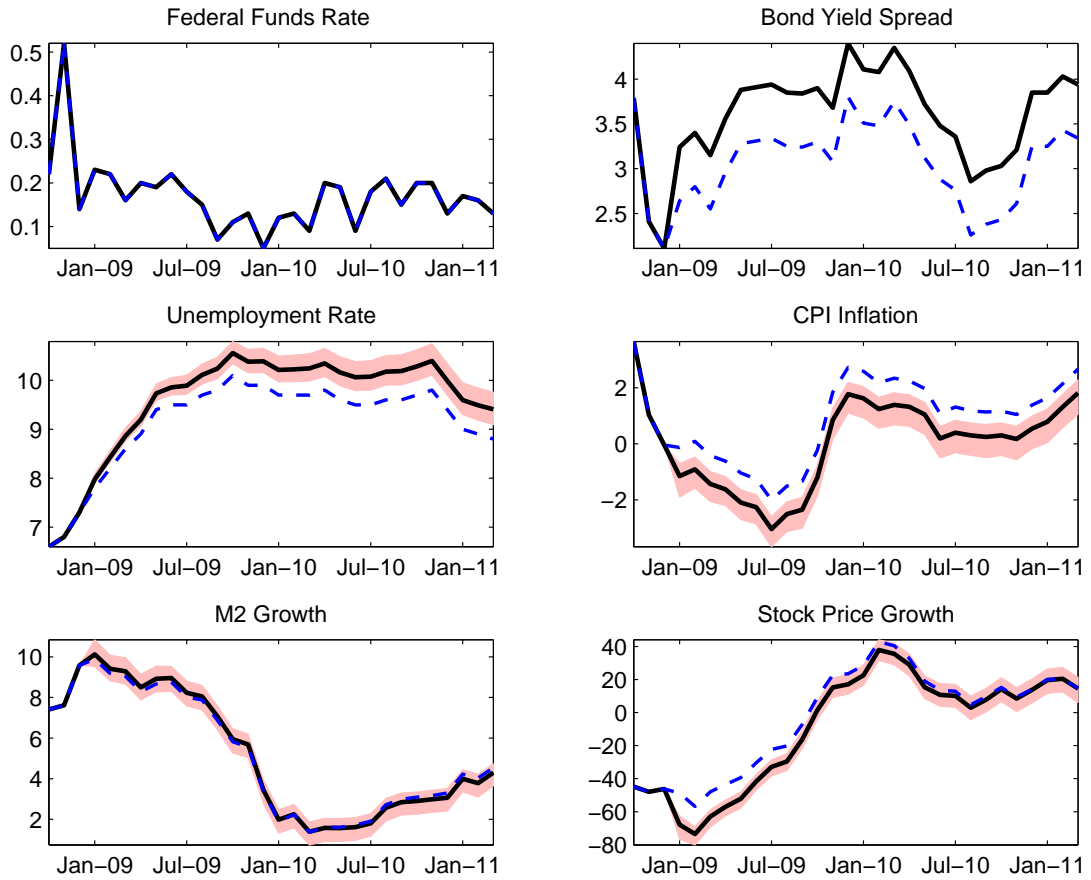 Federal Funds Rate
0.5
0.4
0.3
0.2
0.1
Jan−09 Jul−09 Jan−10 Jul−10 Jan−11
Bond Yield Spread
4
3.5
3
2.5
Jan−09 Jul−09 Jan−10 Jul−10 Jan−11
Unemployment Rate
10
9
8
7
Jan−09 Jul−09 Jan−10 Jul−10 Jan−11
CPI Inflation
2
0
−2
Jan−09 Jul−09 Jan−10 Jul−10 Jan−11
M2 Growth
10
8
6
4
2
Jan−09 Jul−09 Jan−10 Jul−10 Jan−11
Stock Price Growth
40
20
0
−20
−40
−60
−80
Jan−09 Jul−09 Jan−10 Jul−10 Jan−11